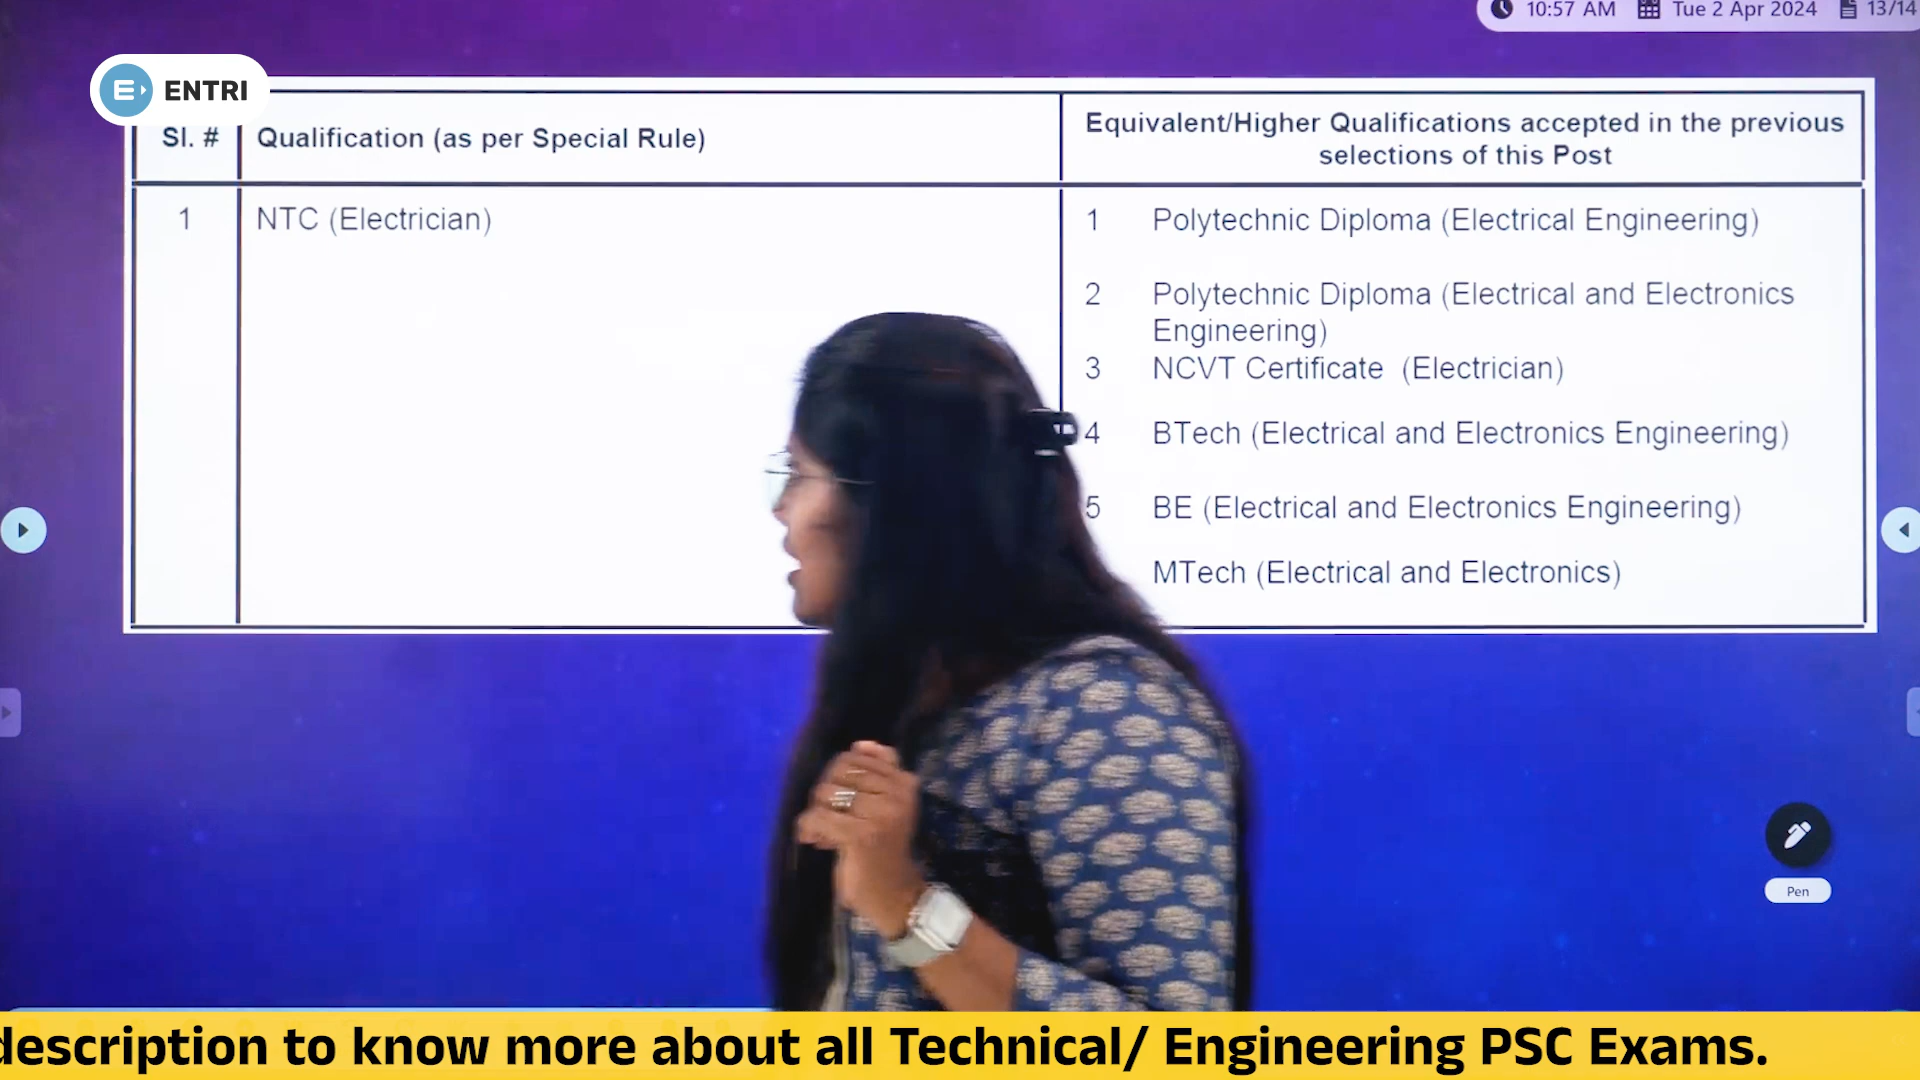 10:57 AM Tue 2 Apr 2024 13/14
ENTRI
Sl. # Qualification (as per Special Rule) Equivalent/Higher Qualifications accepted in the previous
selections of this Post
1 NTC (Electrician) 1 Polytechnic Diploma (Electrical Engineering)
2 Polytechnic Diploma (Electrical and Electronics
Engineering)
3 NCVT Certificate (Electrician)
4 BTech (Electrical and Electronics Engineering)
5 BE (Electrical and Electronics Engineering)
MTech (Electrical and Electronics)
Pen
description to know more about all Technical/ Engineering PSC Exams.